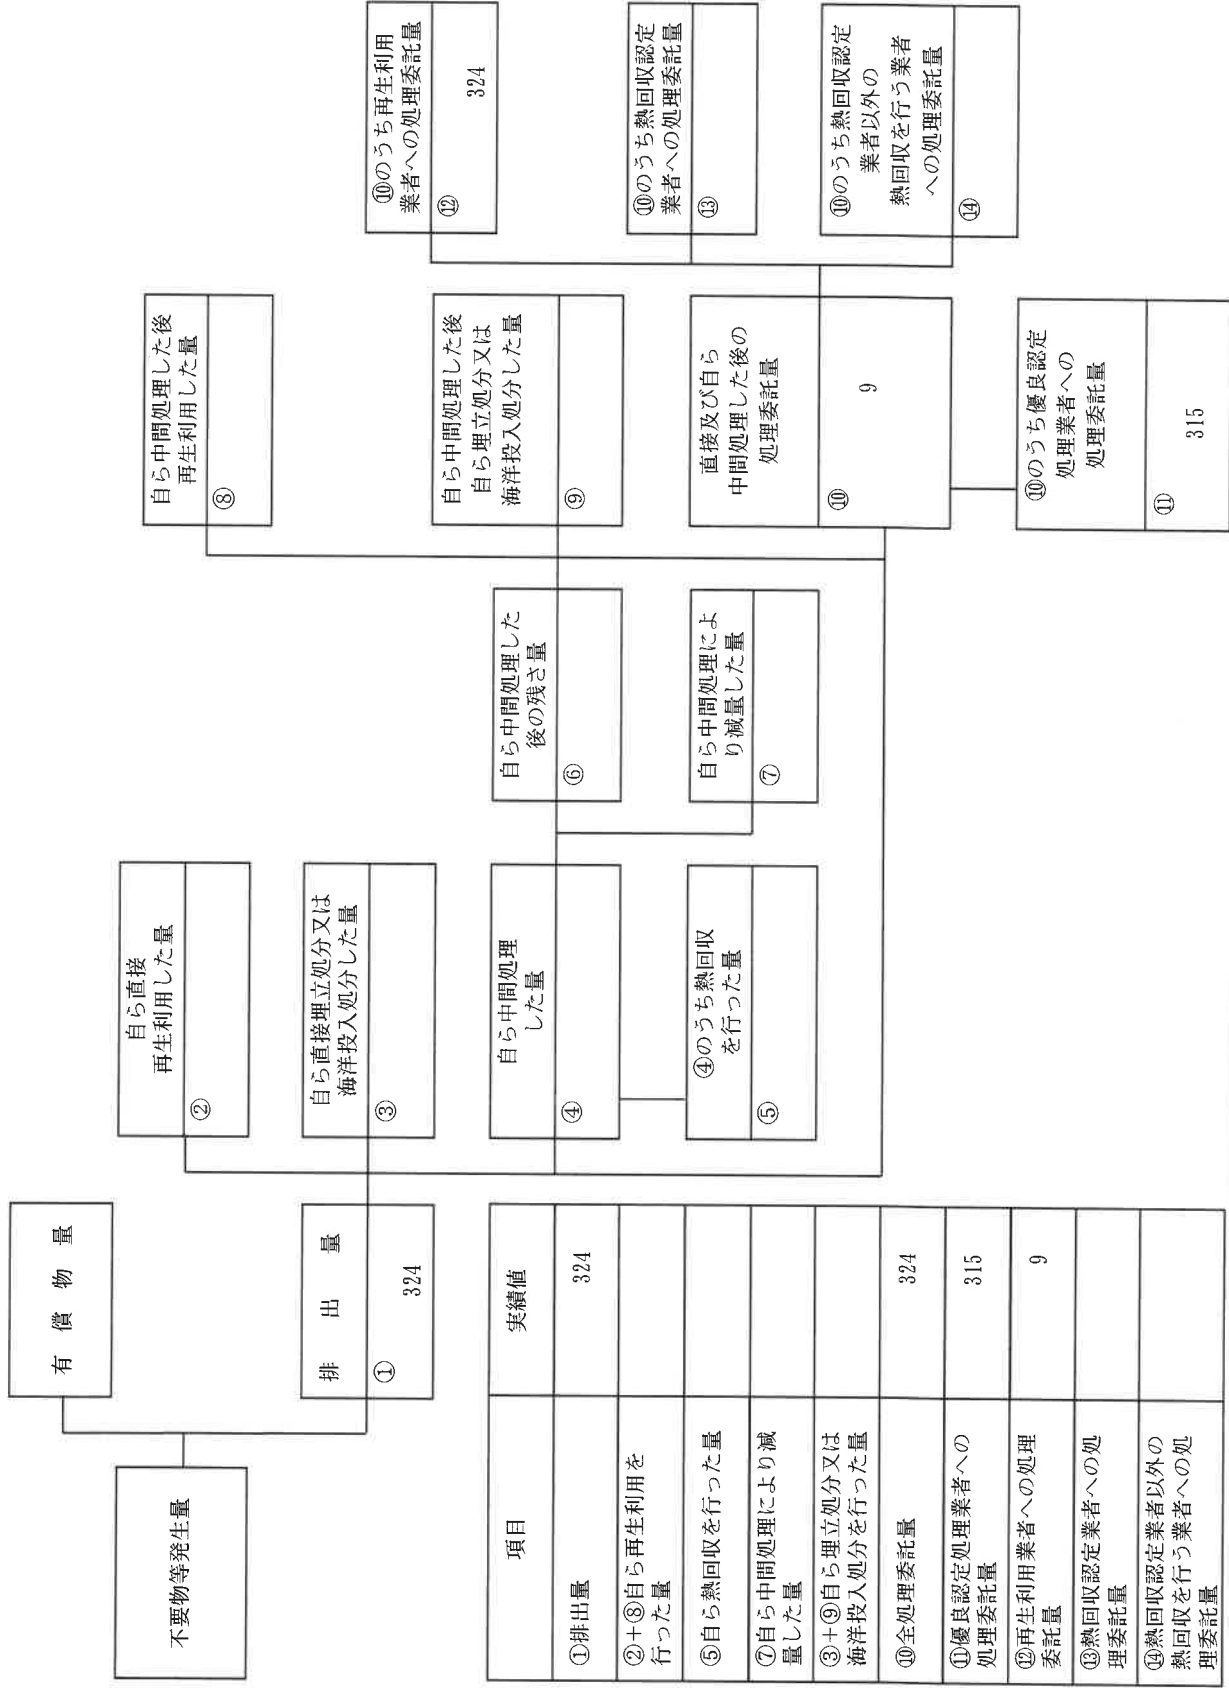 有償物量
不要物等発生量
排出量
①
324
自ら直接
再生利用した量
②
自ら直接埋立処分又は
海洋投入処分した量
③
自ら中間処理
した量
④
④のうち熱回収
を行った量
⑤
自ら中間処理した
後の残さ量
⑥
自ら中間処理によ
り減量した量
⑦
自ら中間処理した後
再生利用した量
⑧
自ら中間処理した後
自ら埋立処分又は
海洋投入処分した量
⑨
直接及び自ら
中間処理した後の
処理委託量
⑩
9
⑩のうち優良認定
処理業者への
処理委託量
⑪
315
⑩のうち再生利用
業者への処理委託量
⑫
324
⑩のうち熱回収認定
業者への処理委託量
⑬
⑩のうち熱回収認定
業者以外の
熱回収を行う業者
への処理委託量
⑭
項目 実績値
①排出量 324
②+⑧自ら再生利用を
行った量
⑤自ら熱回収を行った量
⑦自ら中間処理により減
量した量
③+⑨自ら埋立処分又は
海洋投入処分を行った量
⑩全処理委託量 324
⑪優良認定処理業者への
処理委託量 315
⑫再生利用業者への処理
委託量 9
⑬熱回収認定業者への処
理委託量
⑭熱回収認定業者以外の
熱回収を行う業者への処
理委託量